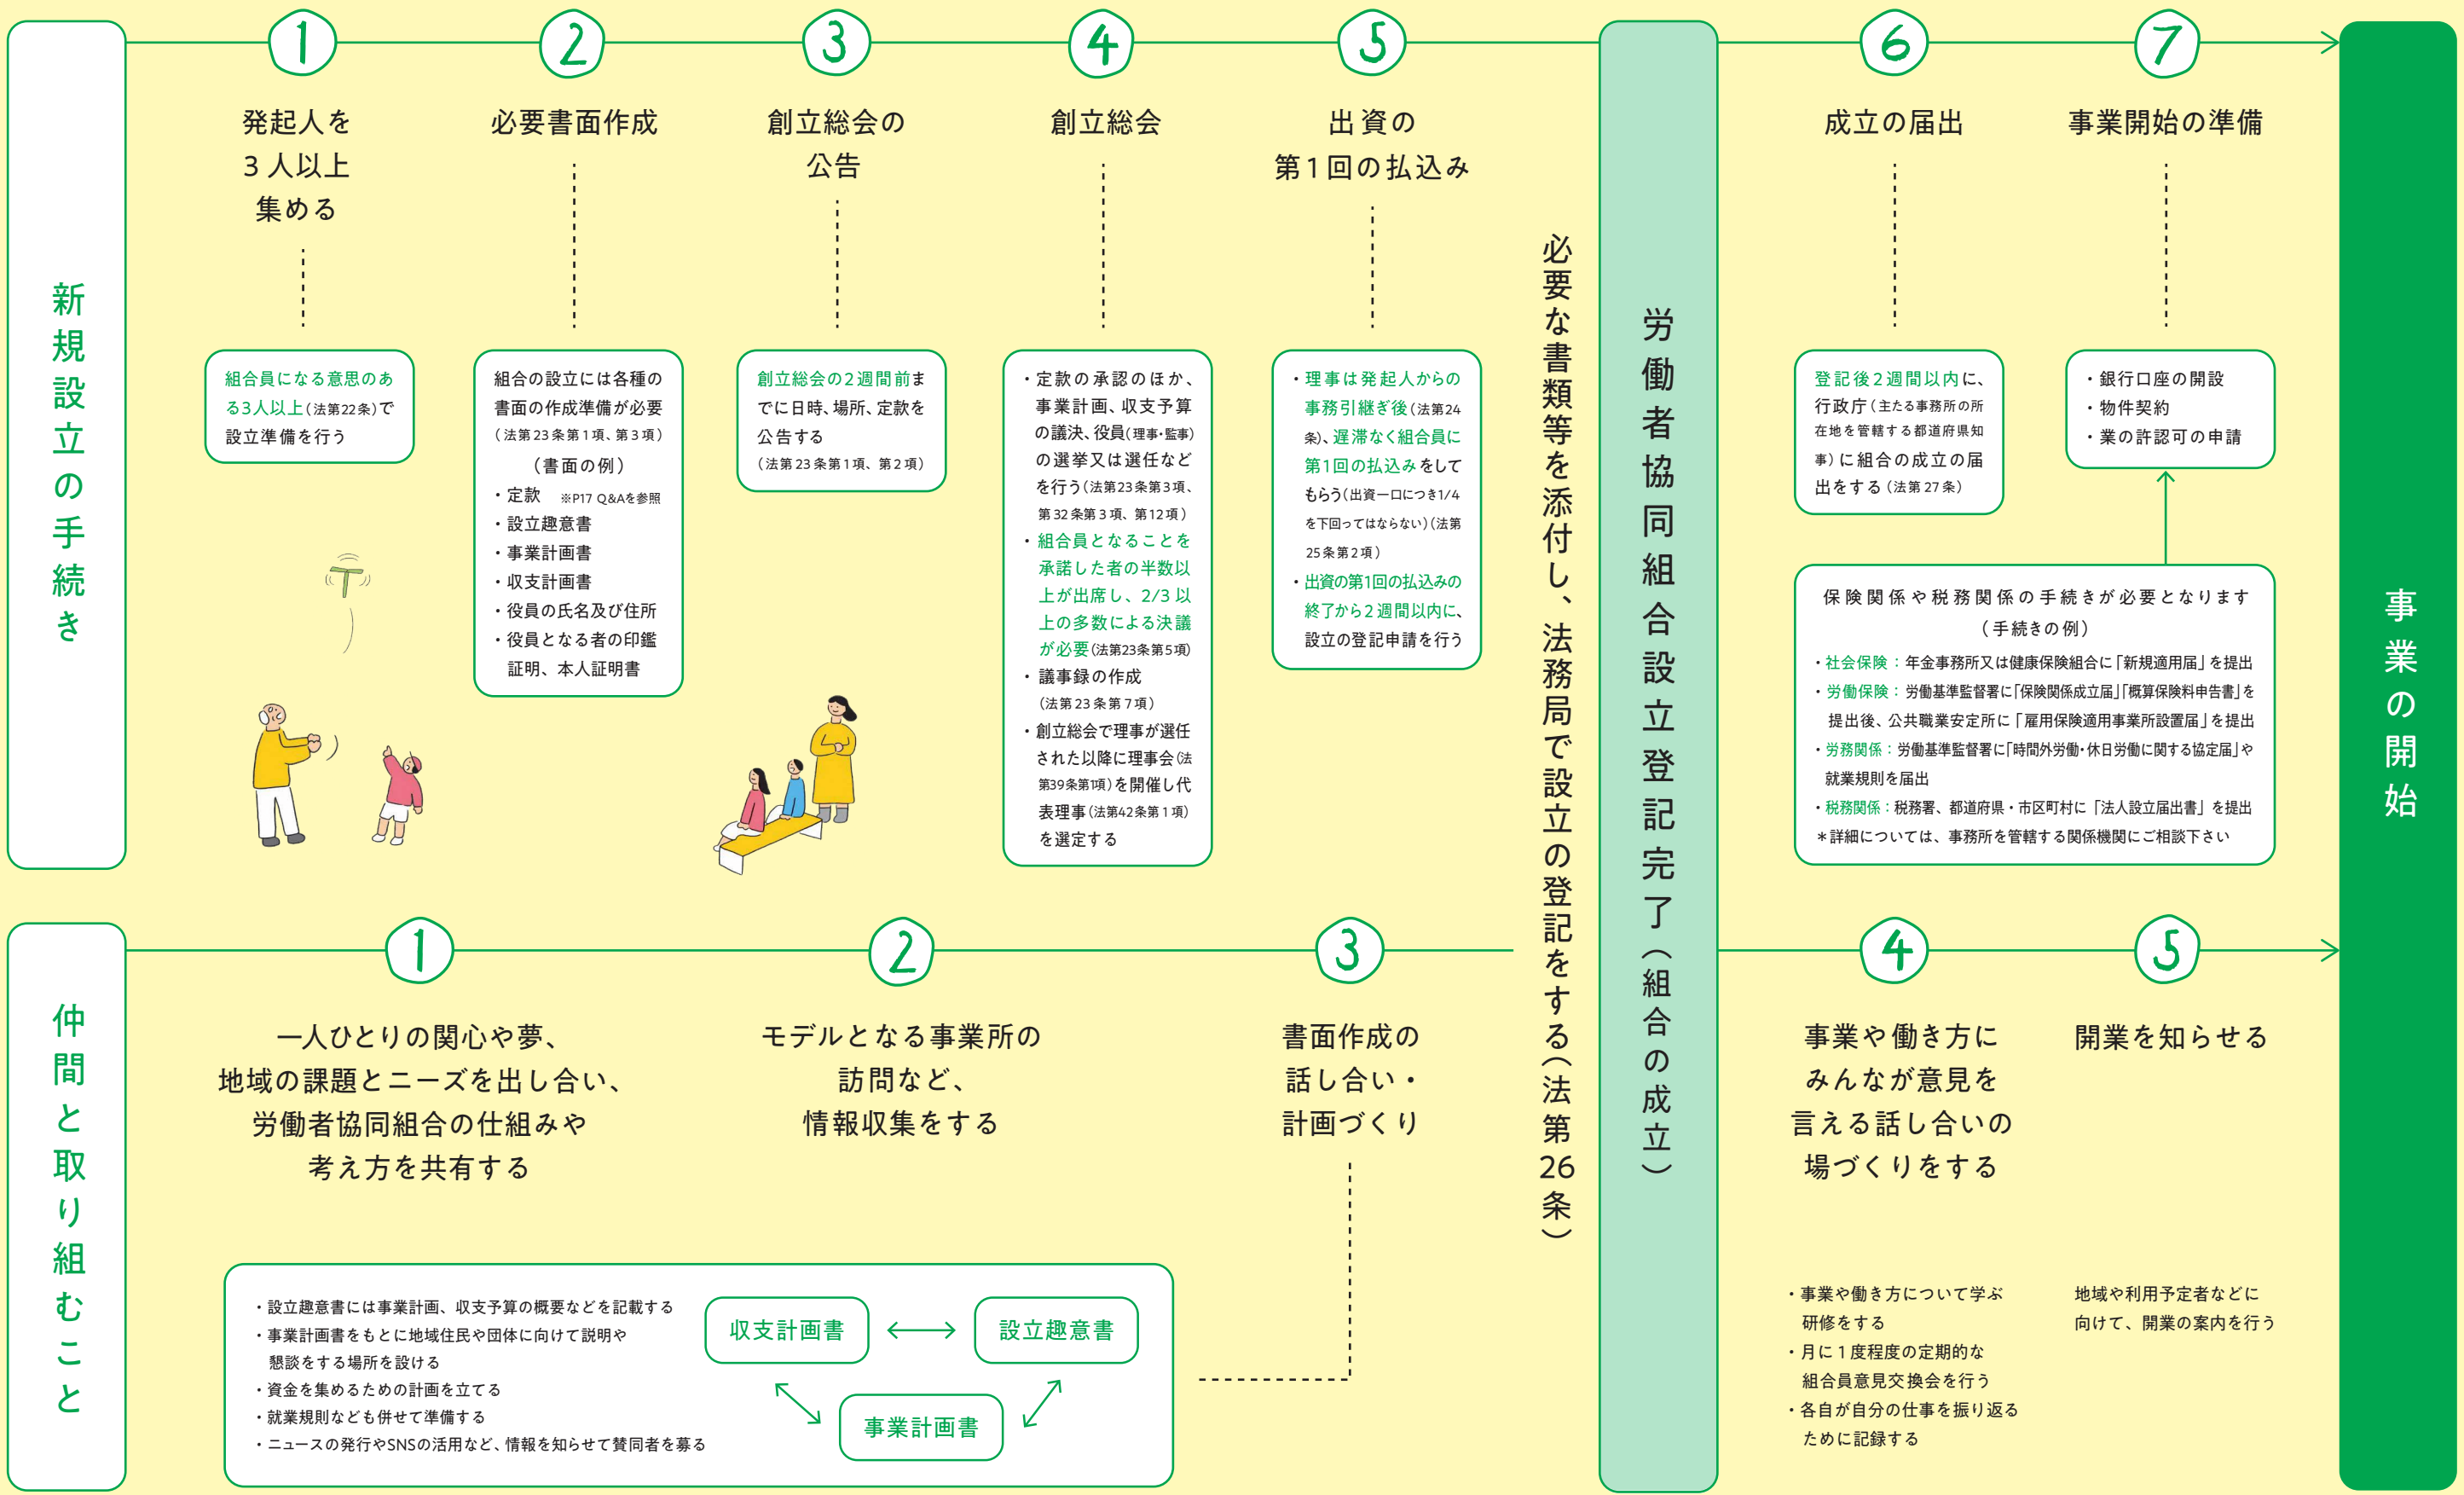 新規設立の手続き
1
発起人を
3人以上
集める
組合員になる意思のあ
る3人以上(法第22条)で
設立準備を行う
2
必要書面作成
組合の設立には各種の
書面の作成準備が必要
(法第23条第1項、第3項)
(書面の例)
・定款 ※P17 Q&Aを参照
・設立趣意書
・事業計画書
・収支計画書
・役員の氏名及び住所
・役員となる者の印鑑
証明、本人証明書
3
創立総会の
公告
創立総会の2週間前ま
でに日時、場所、定款を
公告する
(法第23条第1項、第2項)
4
創立総会
・定款の承認のほか、
事業計画、収支予算
の議決、役員(理事・監事)
の選挙又は選任など
を行う(法第23条第3項、
第32条第3項、第12項)
・組合員となることを
承諾した者の半数以
上が出席し、2/3以
上の多数による決議
が必要(法第23条第5項)
・議事録の作成
(法第23条第7項)
・創立総会で理事が選任
された以降に理事会(法
第39条第1項)を開催し代
表理事(法第42条第1項)
を選定する
5
出資の
第1回の払込み
・理事は発起人からの
事務引継ぎ後(法第24
条)、遅滞なく組合員に
第1回の払込みをして
もらう(出資一口につき1/4
を下回ってはならない)(法第
25条第2項)
・出資の第1回の払込みの
終了から2週間以内に、
設立の登記申請を行う
必要な書類等を添付し、法務局で設立の登記をする(法第26条)
労働者協同組合設立登記完了(組合の成立)
6
成立の届出
登記後2週間以内に、
行政庁(主たる事務所の所
在地を管轄する都道府県知
事)に組合の成立の届
出をする(法第27条)
7
事業開始の準備
・銀行口座の開設
・物件契約
・業の許認可の申請
保険関係や税務関係の手続きが必要となります
(手続きの例)
・社会保険：年金事務所又は健康保険組合に「新規適用届」を提出
・労働保険：労働基準監督署に「保険関係成立届」「概算保険料申告書」を
提出後、公共職業安定所に「雇用保険適用事業所設置届」を提出
・労務関係：労働基準監督署に「時間外労働・休日労働に関する協定届」や
就業規則を届出
・税務関係：税務署、都道府県・市区町村に「法人設立届出書」を提出
＊詳細については、事務所を管轄する関係機関にご相談下さい
事業の開始
仲間と取り組むこと
1
一人ひとりの関心や夢、
地域の課題とニーズを出し合い、
労働者協同組合の仕組みや
考え方を共有する
2
モデルとなる事業所の
訪問など、
情報収集をする
3
書面作成の
話し合い・
計画づくり
・設立趣意書には事業計画、収支予算の概要などを記載する
・事業計画書をもとに地域住民や団体に向けて説明や
懇談をする場所を設ける
・資金を集めるための計画を立てる
・就業規則なども併せて準備する
・ニュースの発行やSNSの活用など、情報を知らせて賛同者を募る
収支計画書
設立趣意書
事業計画書
4
事業や働き方に
みんなが意見を
言える話し合いの
場づくりをする
・事業や働き方について学ぶ
研修をする
・月に1度程度の定期的な
組合員意見交換会を行う
・各自が自分の仕事を振り返る
ために記録する
5
開業を知らせる
地域や利用予定者などに
向けて、開業の案内を行う